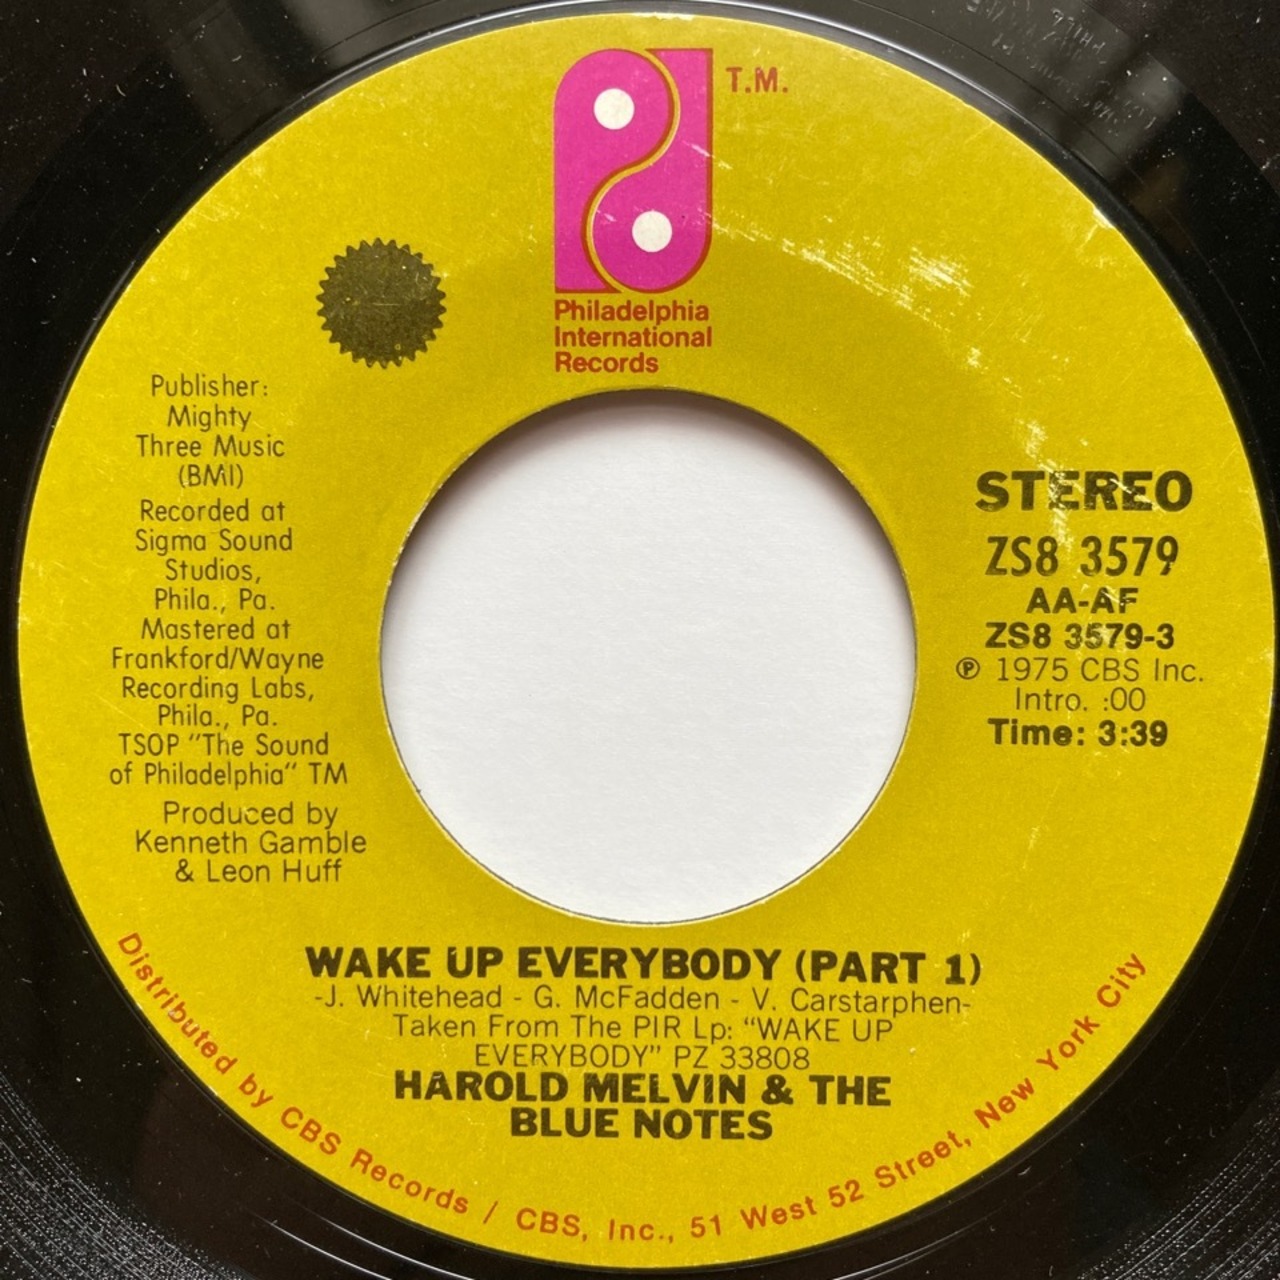 T.M.
Philadelphia
International
Records
Publisher:
Mighty
Three Music
(BMI)
Recorded at
Sigma Sound
Studios,
Phila., Pa.
Mastered at
Frankford/Wayne
Recording Labs,
Phila., Pa.
TSOP "The Sound
of Philadelphia" TM
Produced by
Kenneth Gamble
& Leon Huff
STEREO
ZS8 3579
AA-AF
ZS8 3579-3
℗ 1975 CBS Inc.
Intro. :00
Time: 3:39
WAKE UP EVERYBODY (PART 1)
-J. Whitehead - G. McFadden - V. Carstarphen-
Taken From The PIR Lp: "WAKE UP
EVERYBODY" PZ 33808
HAROLD MELVIN & THE
BLUE NOTES
Distributed by CBS Records / CBS, Inc., 51 West 52 Street, New York City